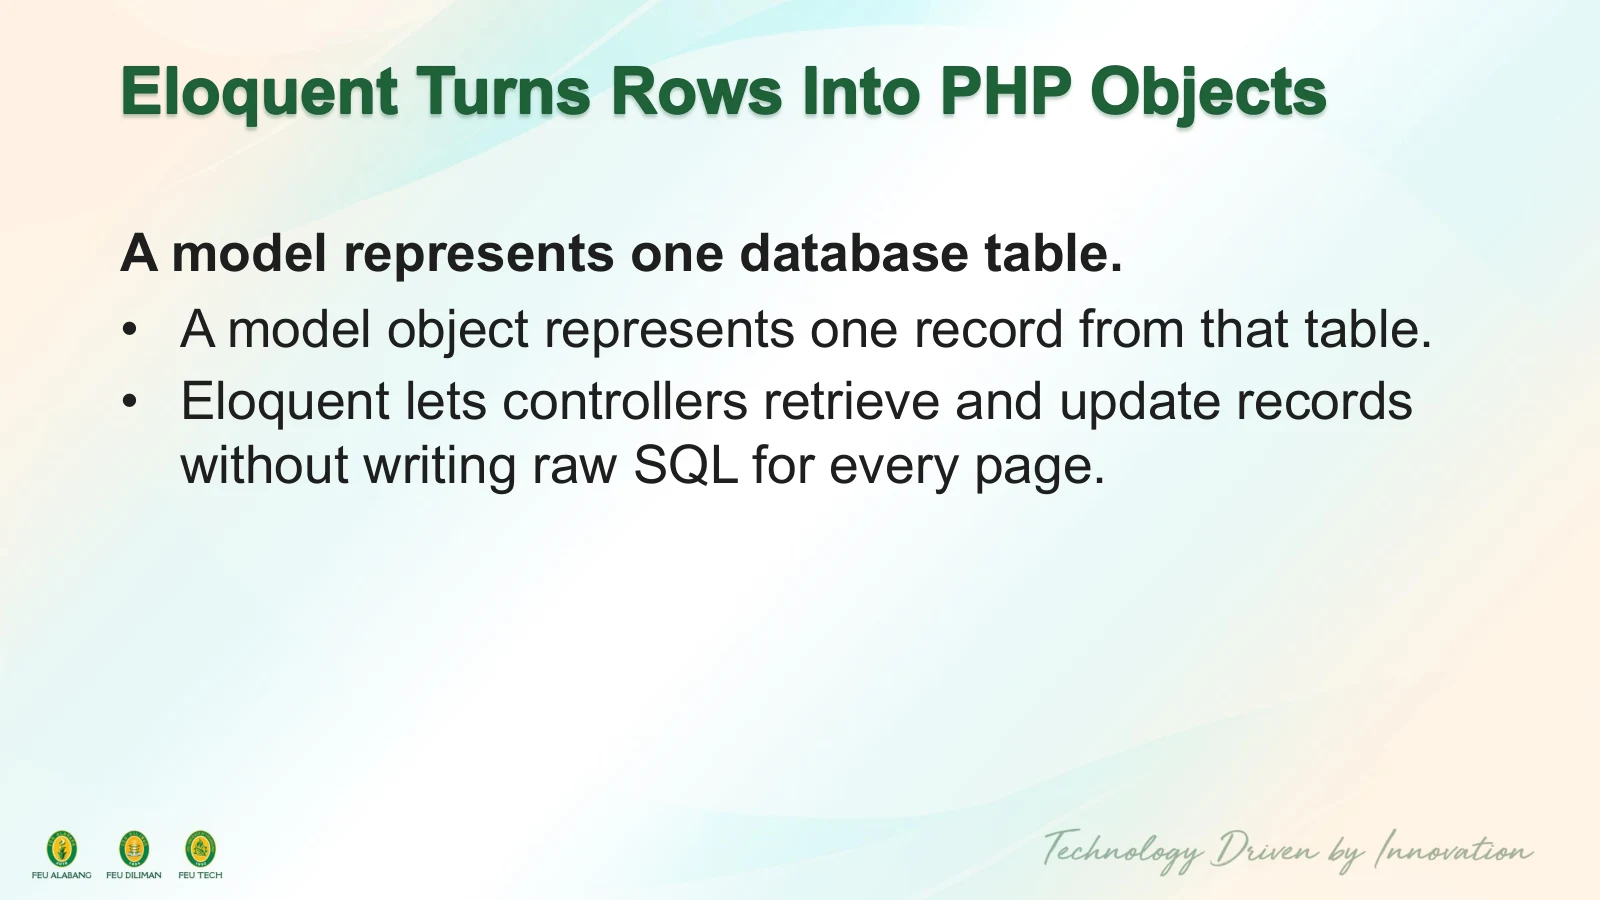 Eloquent Turns Rows Into PHP Objects
A model represents one database table.
• A model object represents one record from that table.
• Eloquent lets controllers retrieve and update records
without writing raw SQL for every page.
FEU ALABANG
FEU DILIMAN
FEU TECH
Technology Driven by Innovation